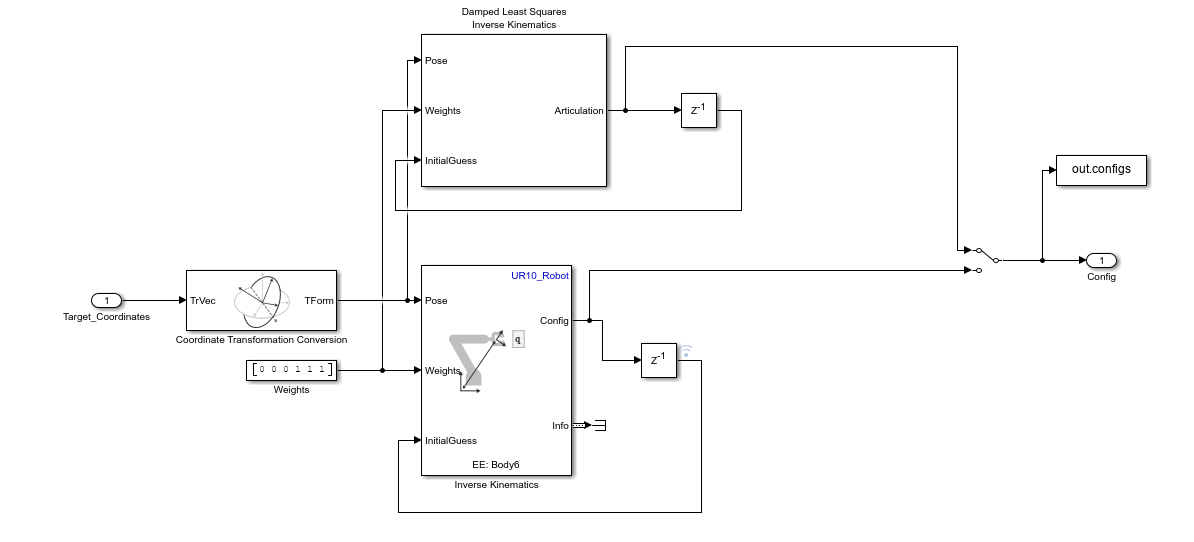 Damped Least Squares
Inverse Kinematics
Pose
Weights
InitialGuess
Articulation
z-1
out.configs
1
Config
1
Target_Coordinates
TrVec
TForm
Coordinate Transformation Conversion
[0 0 0 1 1 1]
Weights
UR10_Robot
Pose
Weights
InitialGuess
Config
Info
q
EE: Body6
Inverse Kinematics
z-1